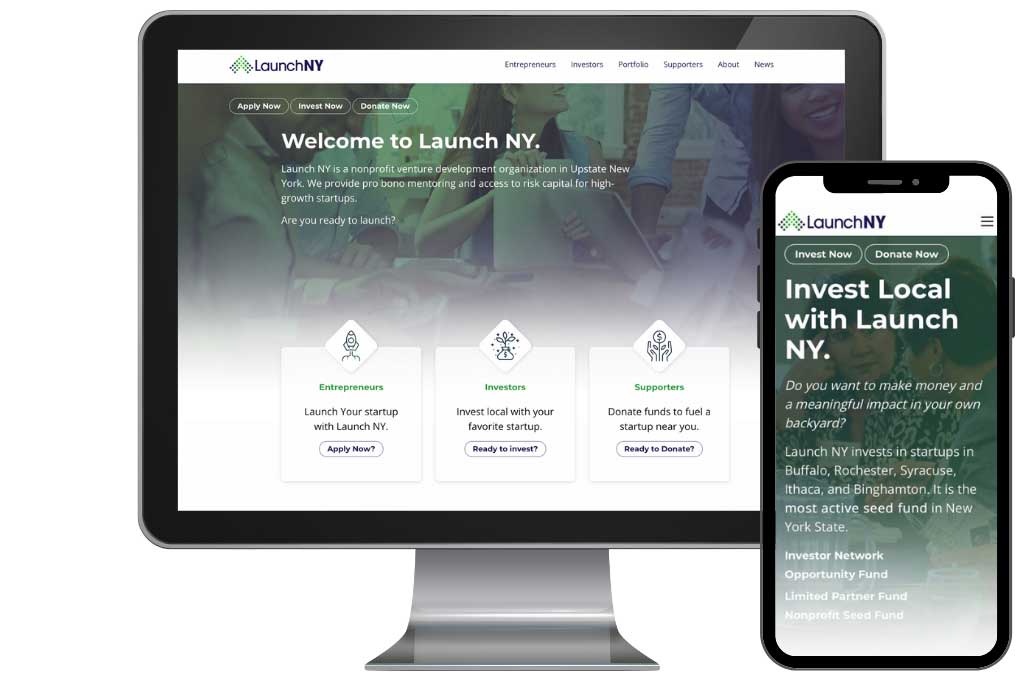 LaunchNY
Entrepreneurs Investors Portfolio Supporters About News
Apply Now Invest Now Donate Now
Welcome to Launch NY.
Launch NY is a nonprofit venture development organization in Upstate New
York. We provide pro bono mentoring and access to risk capital for high-
growth startups.
Are you ready to launch?
Entrepreneurs
Launch Your startup
with Launch NY.
Apply Now?
Investors
Invest local with your
favorite startup.
Ready to invest?
Supporters
Donate funds to fuel a
startup near you.
Ready to Donate?
LaunchNY
Invest Now Donate Now
Invest Local
with Launch
NY.
Do you want to make money and
a meaningful impact in your own
backyard?
Launch NY invests in startups in
Buffalo, Rochester, Syracuse,
Ithaca, and Binghamton. It is the
most active seed fund in New
York State.
Investor Network
Opportunity Fund
Limited Partner Fund
Nonprofit Seed Fund